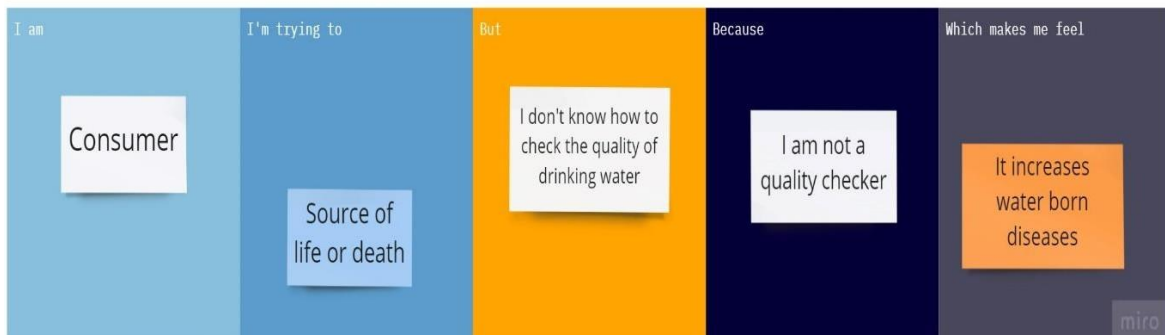 I am
Consumer
I'm trying to
Source of
life or death
But
I don't know how to
check the quality of
drinking water
Because
I am not a
quality checker
Which makes me feel
It increases
water born
diseases
miro